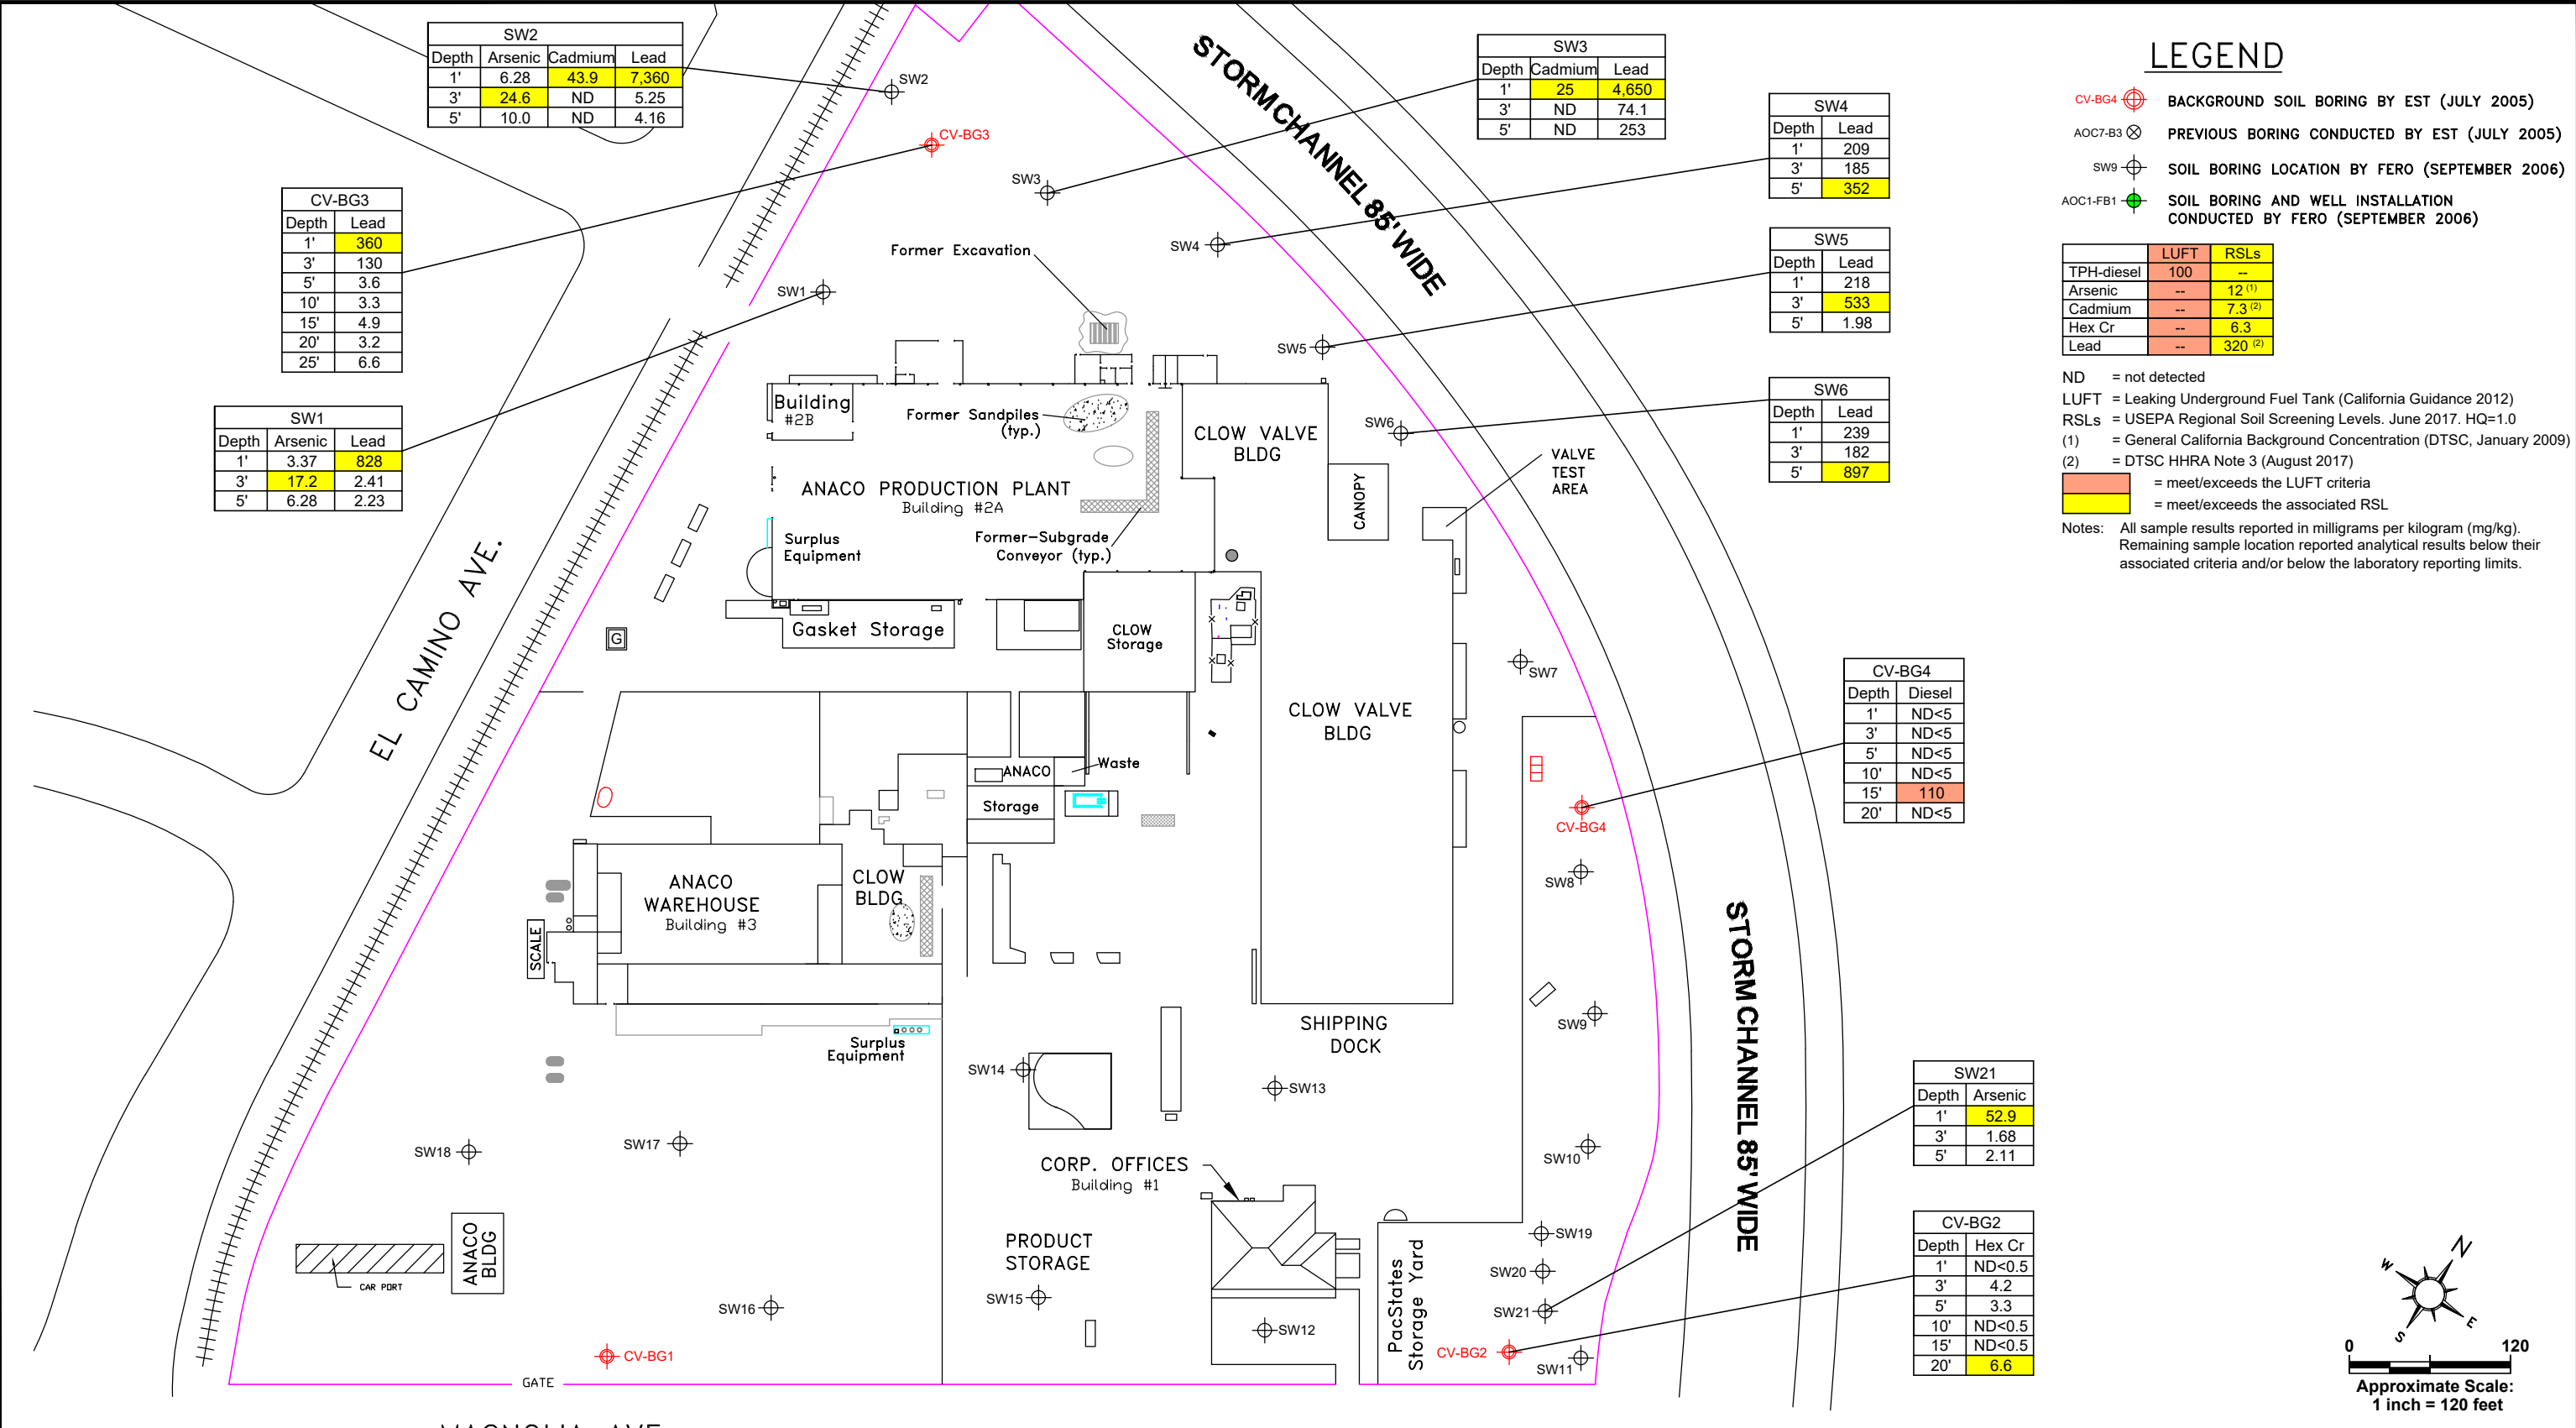 SW2
Depth Arsenic Cadmium Lead
1' 6.28 43.9 7,360
3' 24.6 ND 5.25
5' 10.0 ND 4.16
SW2
CV-BG3
SW3
Depth Cadmium Lead
1' 25 4,650
3' ND 74.1
5' ND 253
SW3
SW4
Depth Lead
1' 209
3' 185
5' 352
SW4
STORM CHANNEL 85' WIDE
LEGEND
CV-BG4 BACKGROUND SOIL BORING BY EST (JULY 2005)
AOC7-B3 PREVIOUS BORING CONDUCTED BY EST (JULY 2005)
SW9 SOIL BORING LOCATION BY FERO (SEPTEMBER 2006)
AOC1-FB1 SOIL BORING AND WELL INSTALLATION
CONDUCTED BY FERO (SEPTEMBER 2006)
LUFT RSLs
TPH-diesel 100 --
Arsenic -- 12 (1)
Cadmium -- 7.3 (2)
Hex Cr -- 6.3
Lead -- 320 (2)
ND = not detected
LUFT = Leaking Underground Fuel Tank (California Guidance 2012)
RSLs = USEPA Regional Soil Screening Levels. June 2017. HQ=1.0
(1) = General California Background Concentration (DTSC, January 2009)
(2) = DTSC HHRA Note 3 (August 2017)
= meet/exceeds the LUFT criteria
= meet/exceeds the associated RSL
Notes: All sample results reported in milligrams per kilogram (mg/kg).
Remaining sample location reported analytical results below their
associated criteria and/or below the laboratory reporting limits.
CV-BG3
Depth Lead
1' 360
3' 130
5' 3.6
10' 3.3
15' 4.9
20' 3.2
25' 6.6
Former Excavation
SW1
SW5
Depth Lead
1' 218
3' 533
5' 1.98
SW5
SW1
Depth Arsenic Lead
1' 3.37 828
3' 17.2 2.41
5' 6.28 2.23
SW6
Depth Lead
1' 239
3' 182
5' 897
SW6
Building
#2B
Former Sandpiles
(typ.)
CLOW VALVE
BLDG
VALVE
TEST
AREA
CANOPY
ANACO PRODUCTION PLANT
Building #2A
Former-Subgrade
Conveyor (typ.)
Surplus
Equipment
Gasket Storage
CLOW
Storage
G
EL CAMINO AVE.
SW7
CV-BG4
Depth Diesel
1' ND<5
3' ND<5
5' ND<5
10' ND<5
15' 110
20' ND<5
CLOW VALVE
BLDG
ANACO
Waste
Storage
CV-BG4
SW8
ANACO
WAREHOUSE
Building #3
CLOW
BLDG
SCALE
STORM CHANNEL 85' WIDE
SW9
SHIPPING
DOCK
Surplus
Equipment
SW14
SW13
SW21
Depth Arsenic
1' 52.9
3' 1.68
5' 2.11
SW18
SW17
SW10
CORP. OFFICES
Building #1
SW19
PRODUCT
STORAGE
SW20
ANACO
BLDG
CAR PORT
PacStates
Storage Yard
CV-BG2
Depth Hex Cr
1' ND<0.5
3' 4.2
5' 3.3
10' ND<0.5
15' ND<0.5
20' 6.6
SW16
SW15
SW21
SW12
CV-BG1
CV-BG2
SW11
GATE
N
W
E
S
0 120
Approximate Scale:
1 inch = 120 feet
MAGNOLIA AVE